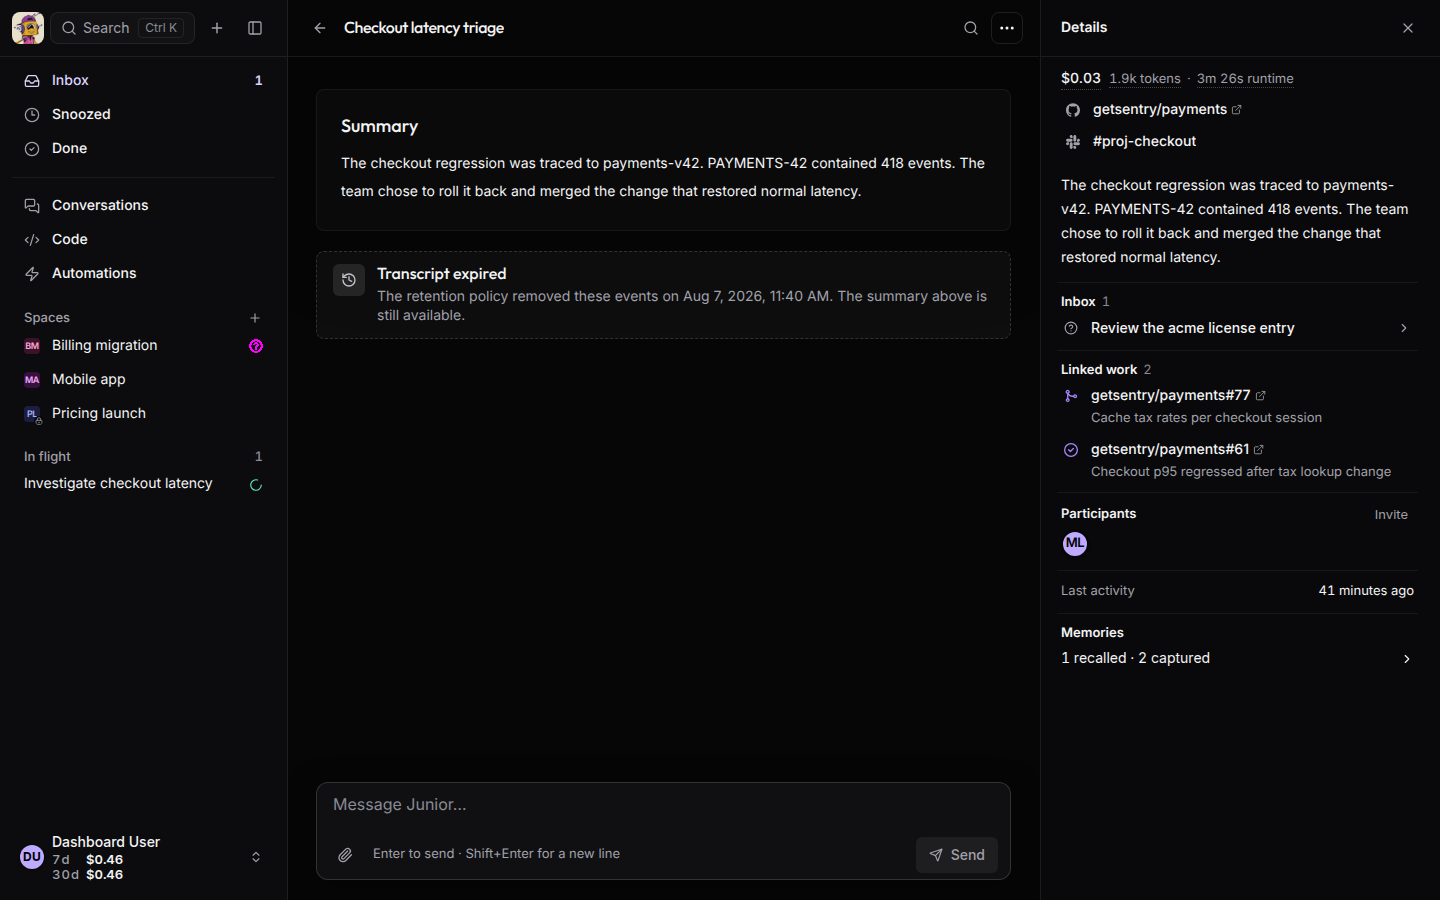 Search Ctrl K
Inbox 1
Snoozed
Done
Conversations
Code
Automations
Spaces
BM Billing migration
MA Mobile app
PL Pricing launch
In flight 1
Investigate checkout latency
DU Dashboard User
7d $0.46
30d $0.46
Checkout latency triage
Summary
The checkout regression was traced to payments-v42. PAYMENTS-42 contained 418 events. The
team chose to roll it back and merged the change that restored normal latency.
Transcript expired
The retention policy removed these events on Aug 7, 2026, 11:40 AM. The summary above is
still available.
Message Junior...
Enter to send · Shift+Enter for a new line
Send
Details
$0.03 1.9k tokens · 3m 26s runtime
getsentry/payments
#proj-checkout
The checkout regression was traced to payments-
v42. PAYMENTS-42 contained 418 events. The team
chose to roll it back and merged the change that
restored normal latency.
Inbox 1
Review the acme license entry
Linked work 2
getsentry/payments#77
Cache tax rates per checkout session
getsentry/payments#61
Checkout p95 regressed after tax lookup change
Participants Invite
ML
Last activity 41 minutes ago
Memories
1 recalled · 2 captured